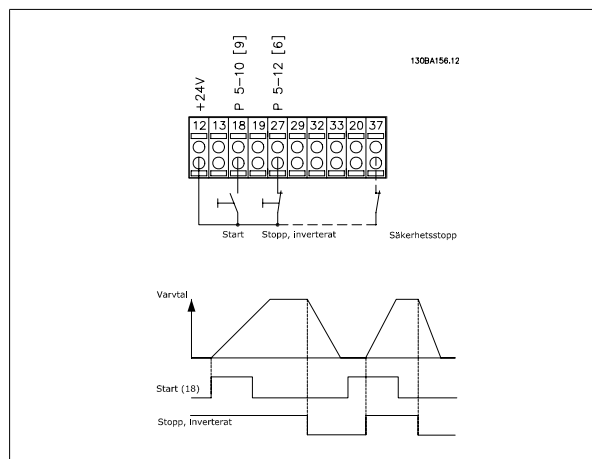 130BA156.12
+24V
P 5-10 [9]
P 5-12 [6]
12 13 18 19 27 29 32 33 20 37
Start
Stopp, inverterat
Säkerhetsstopp
Varvtal
Start (18)
Stopp, Inverterat